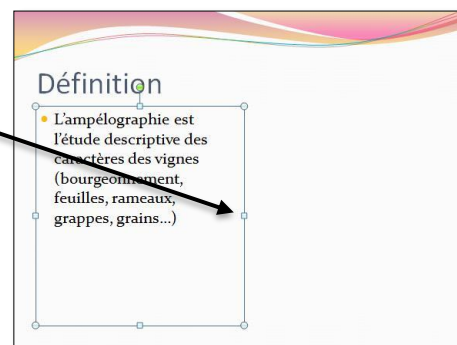 Définition
• L'ampélographie est
l'étude descriptive des
caractères des vignes
(bourgeonnement,
feuilles, rameaux,
grappes, grains...)